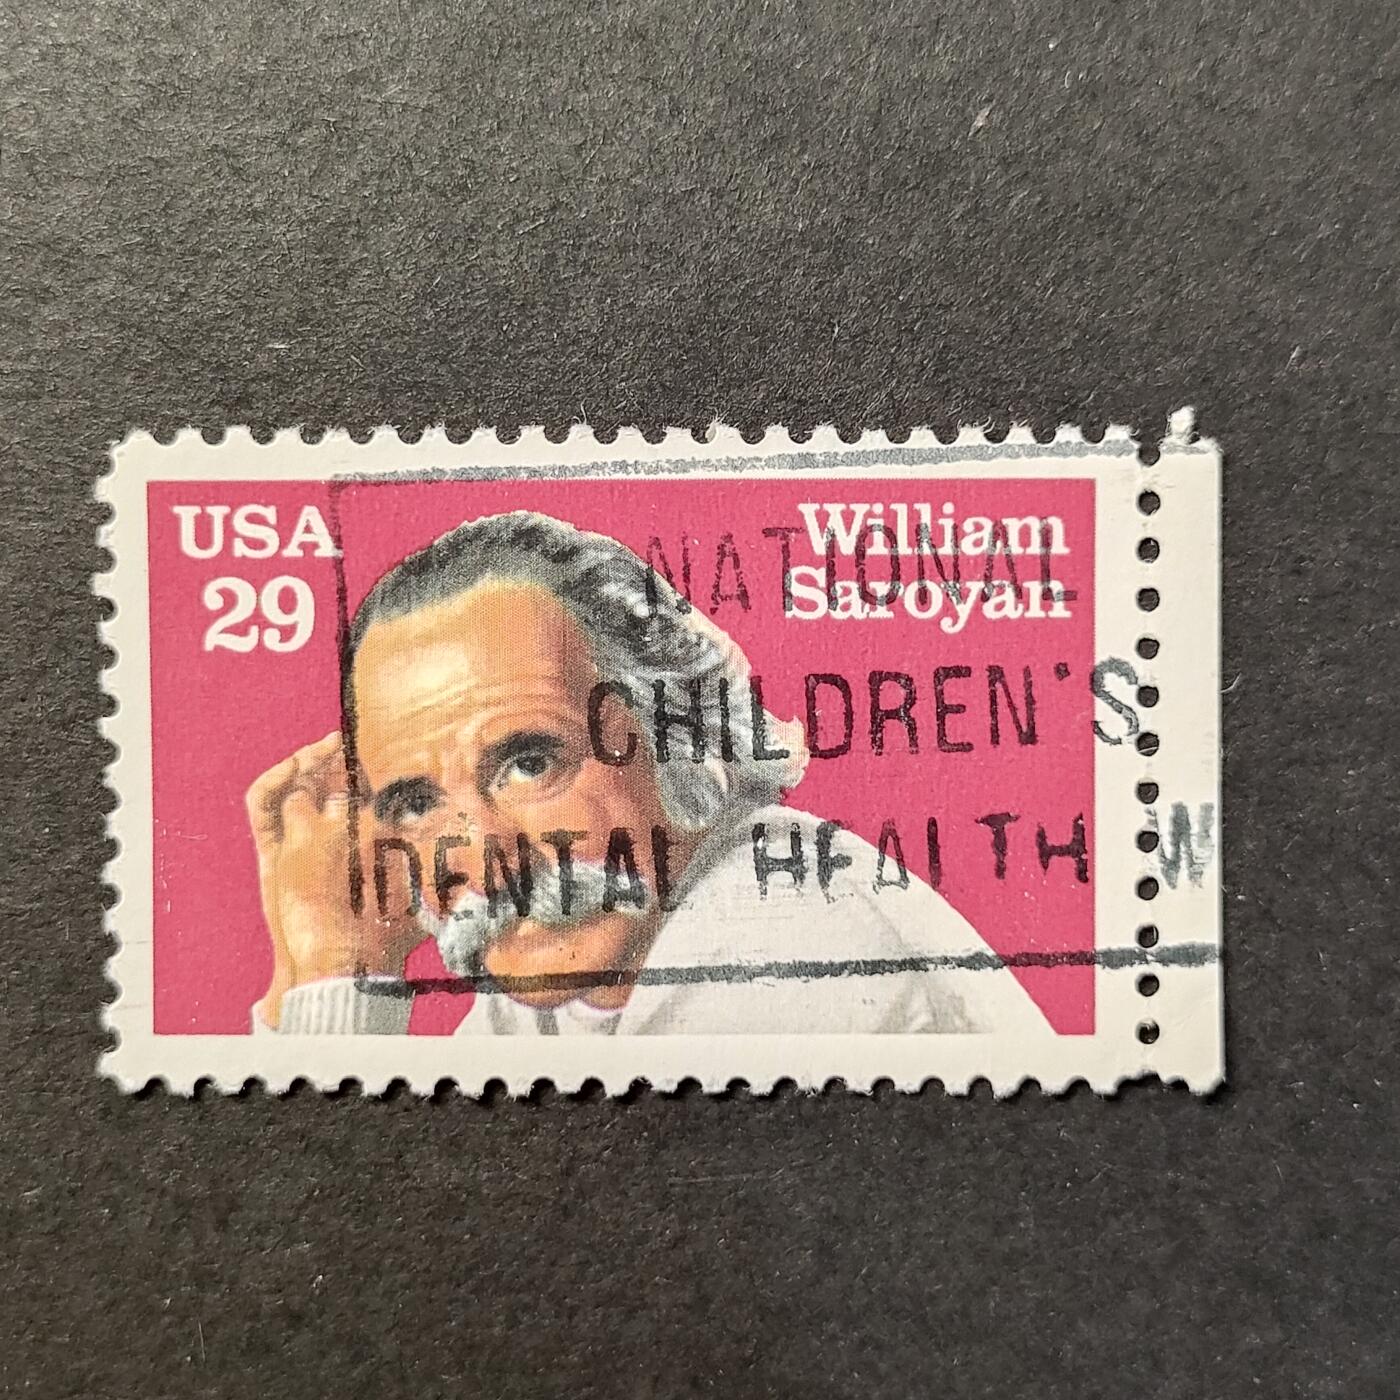 USA
29
William
Saroyan
NATIONAL
CHILDREN'S
DENTAL HEALTH W